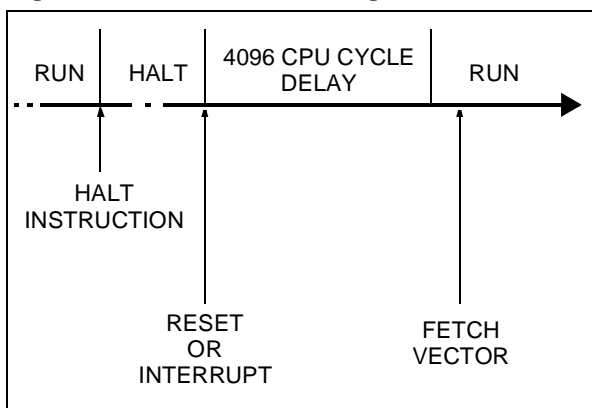 RUN
HALT
4096 CPU CYCLE
DELAY
RUN
HALT
INSTRUCTION
RESET
OR
INTERRUPT
FETCH
VECTOR